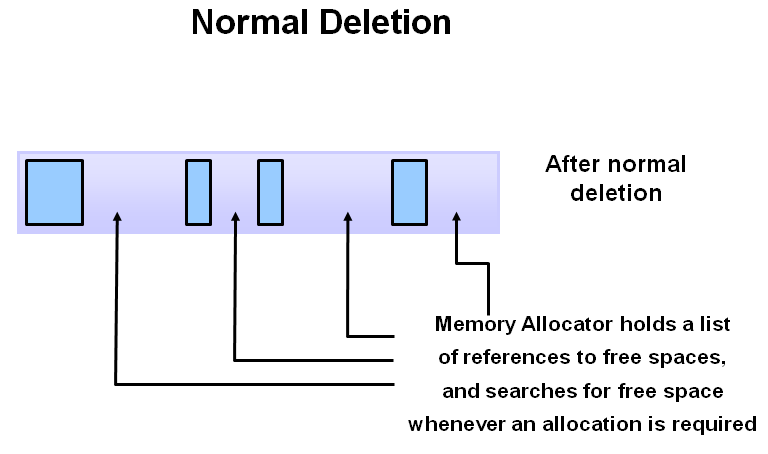 Normal Deletion
After normal
deletion
Memory Allocator holds a list
of references to free spaces,
and searches for free space
whenever an allocation is required